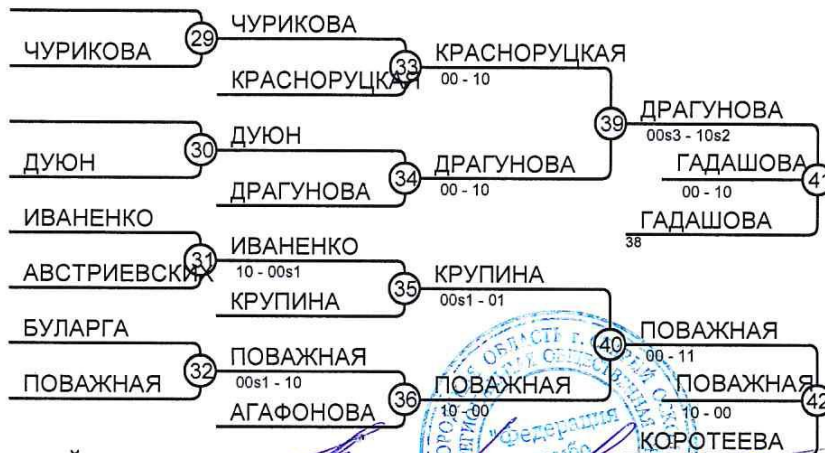 ЧУРИКОВА
29
ЧУРИКОВА
КРАСНОРУЦКАЯ
33
КРАСНОРУЦКАЯ
00 - 10
ДУЮН
30
ДУЮН
ДРАГУНОВА
34
ДРАГУНОВА
00 - 10
39
ДРАГУНОВА
00s3 - 10s2
ГАДАШОВА
00 - 10
ГАДАШОВА
38
41
ИВАНЕНКО
АВСТРИЕВСКИХ
31
ИВАНЕНКО
10 - 00s1
КРУПИНА
35
КРУПИНА
00s1 - 01
БУЛАРГА
ПОВАЖНАЯ
32
ПОВАЖНАЯ
00s1 - 10
АГАФОНОВА
36
ПОВАЖНАЯ
10 - 00
40
ПОВАЖНАЯ
00 - 11
ПОВАЖНАЯ
10 - 00
КОРОТЕЕВА
42
"Федерация